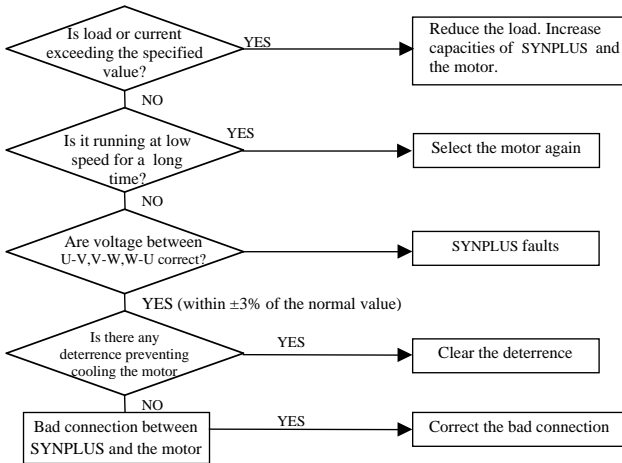 Is load or current
exceeding the specified
value?
YES
Reduce the load. Increase
capacities of SYNPLUS and
the motor.
NO
Is it running at low
speed for a long
time?
YES
Select the motor again
NO
Are voltage between
U-V,V-W,W-U correct?
SYNPLUS faults
YES (within ±3% of the normal value)
Is there any
deterrence preventing
cooling the motor
YES
Clear the deterrence
NO
Bad connection between
SYNPLUS and the motor
YES
Correct the bad connection